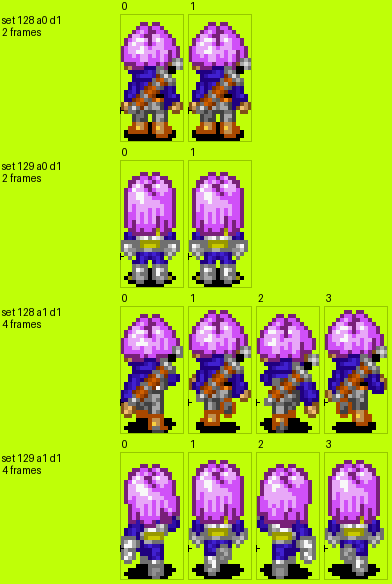 0 1
set 128 a0 d1
2 frames
0 1
set 129 a0 d1
2 frames
0 1 2 3
set 128 a1 d1
4 frames
0 1 2 3
set 129 a1 d1
4 frames